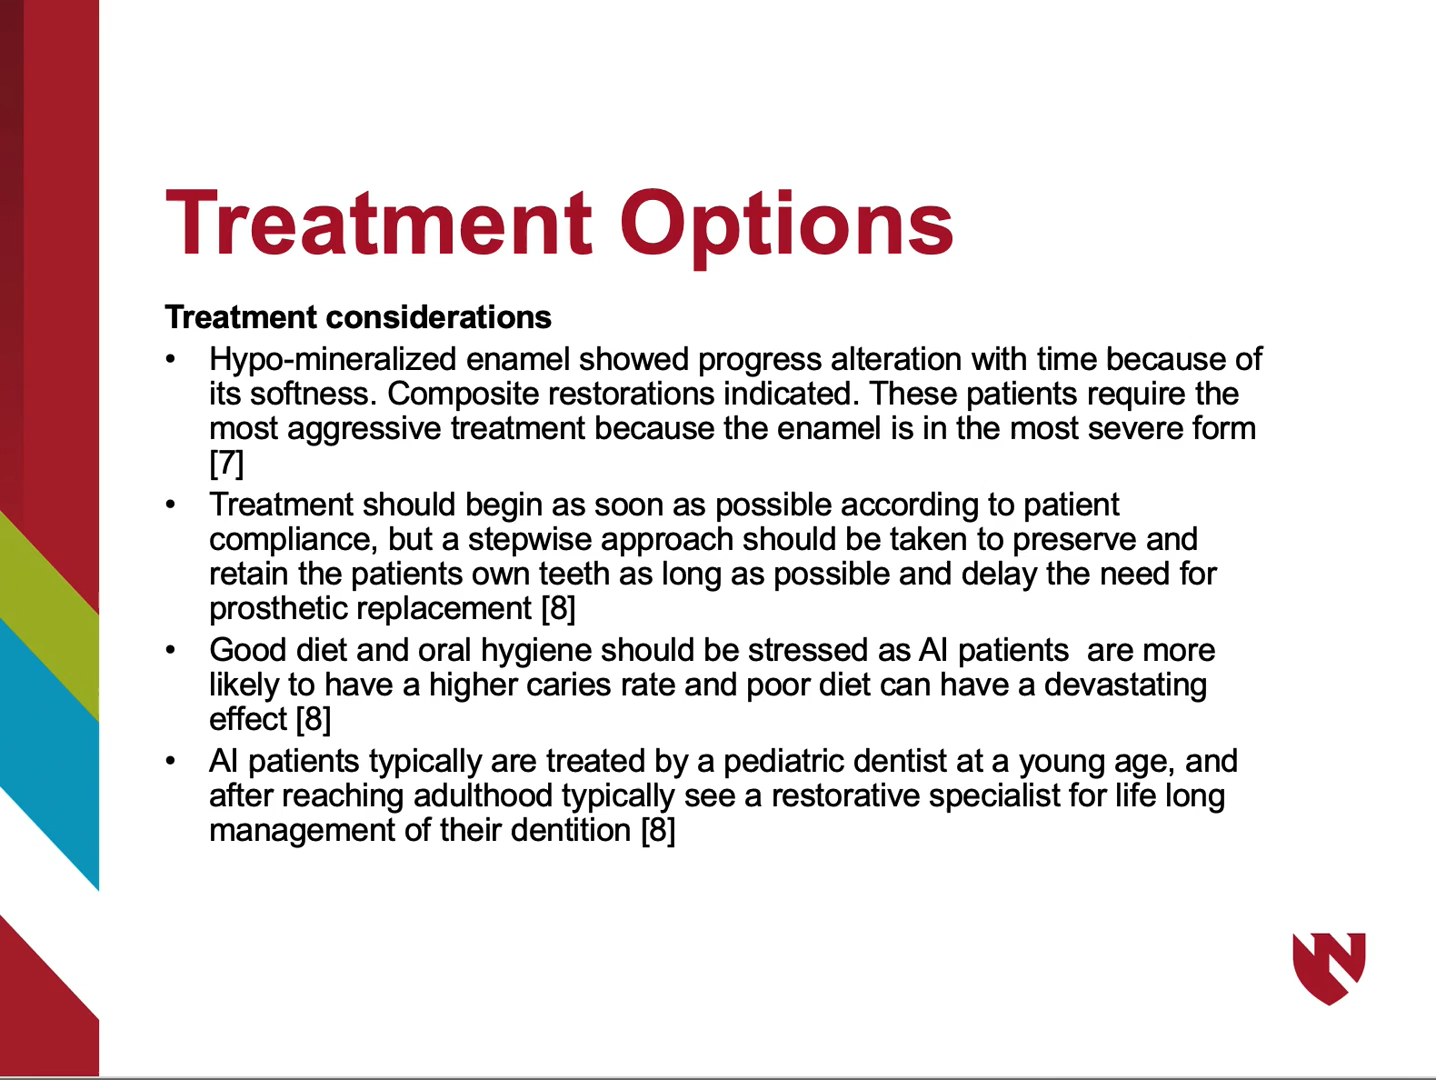 Treatment Options
Treatment considerations
• Hypo-mineralized enamel showed progress alteration with time because of
its softness. Composite restorations indicated. These patients require the
most aggressive treatment because the enamel is in the most severe form
[7]
• Treatment should begin as soon as possible according to patient
compliance, but a stepwise approach should be taken to preserve and
retain the patients own teeth as long as possible and delay the need for
prosthetic replacement [8]
• Good diet and oral hygiene should be stressed as AI patients  are more
likely to have a higher caries rate and poor diet can have a devastating
effect [8]
• AI patients typically are treated by a pediatric dentist at a young age, and
after reaching adulthood typically see a restorative specialist for life long
management of their dentition [8]
N